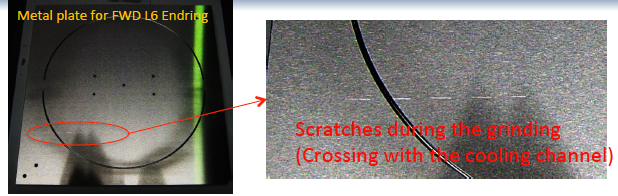 Metal plate for FWD L6 Endring
Scratches during the grinding
(Crossing with the cooling channel)